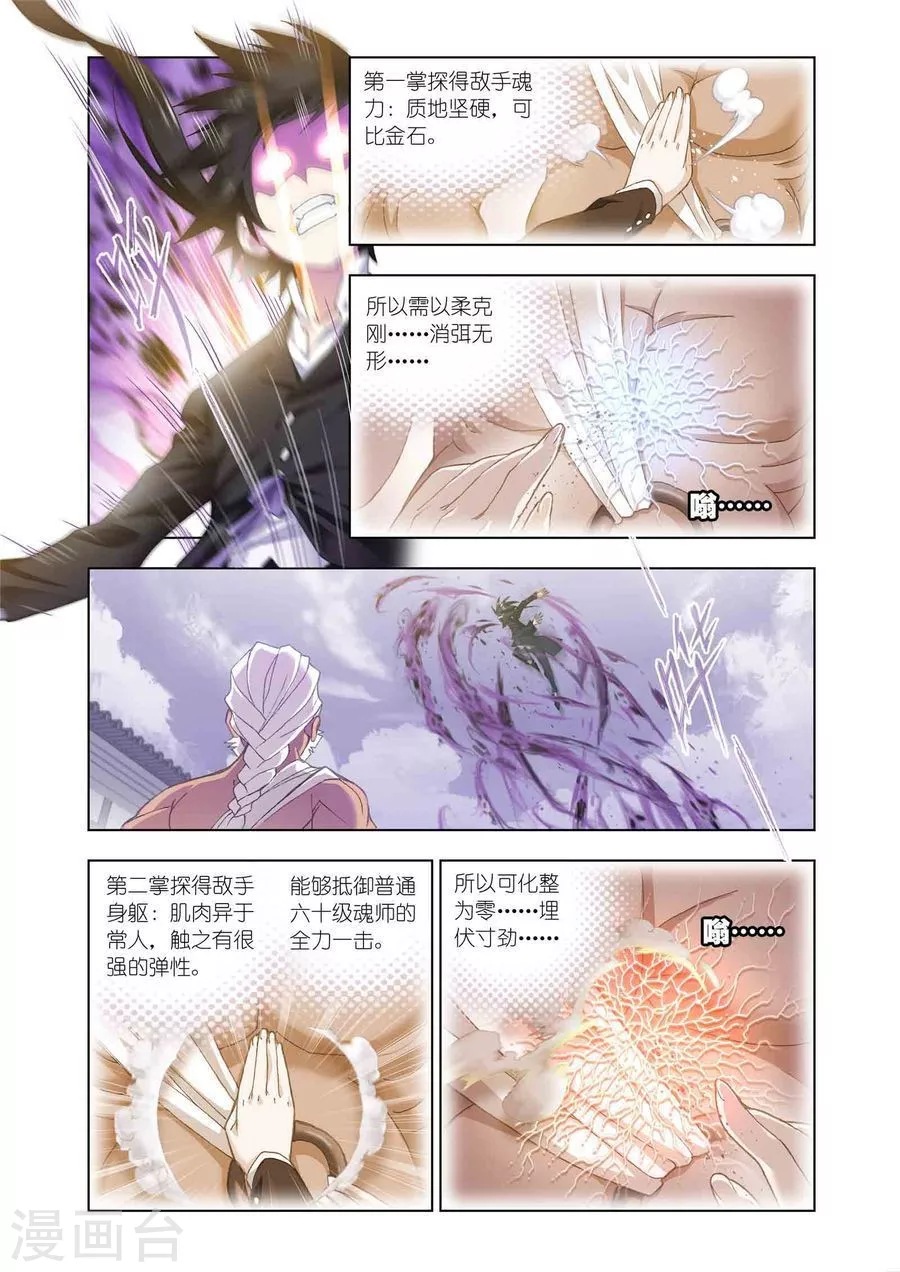 第一掌探得敌手魂
力：质地坚硬，可
比金石。
所以需以柔克
刚……消弭无
形……
嗡……
第二掌探得敌手
身躯：肌肉异于
常人，触之有很
强的弹性。
能够抵御普通
六十级魂师的
全力一击。
所以可化整
为零……埋
伏寸劲……
嗡……
漫画台